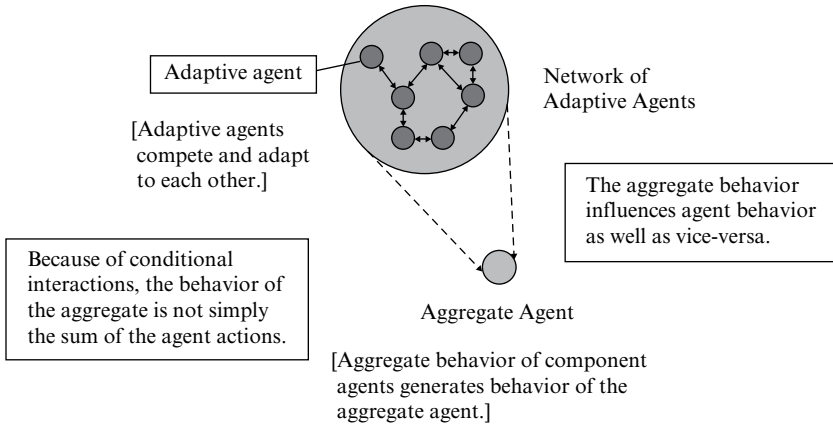 Adaptive agent
[Adaptive agents
compete and adapt
to each other.]
Network of
Adaptive Agents
The aggregate behavior
influences agent behavior
as well as vice-versa.
Because of conditional
interactions, the behavior of
the aggregate is not simply
the sum of the agent actions.
Aggregate Agent
[Aggregate behavior of component
agents generates behavior of the
aggregate agent.]